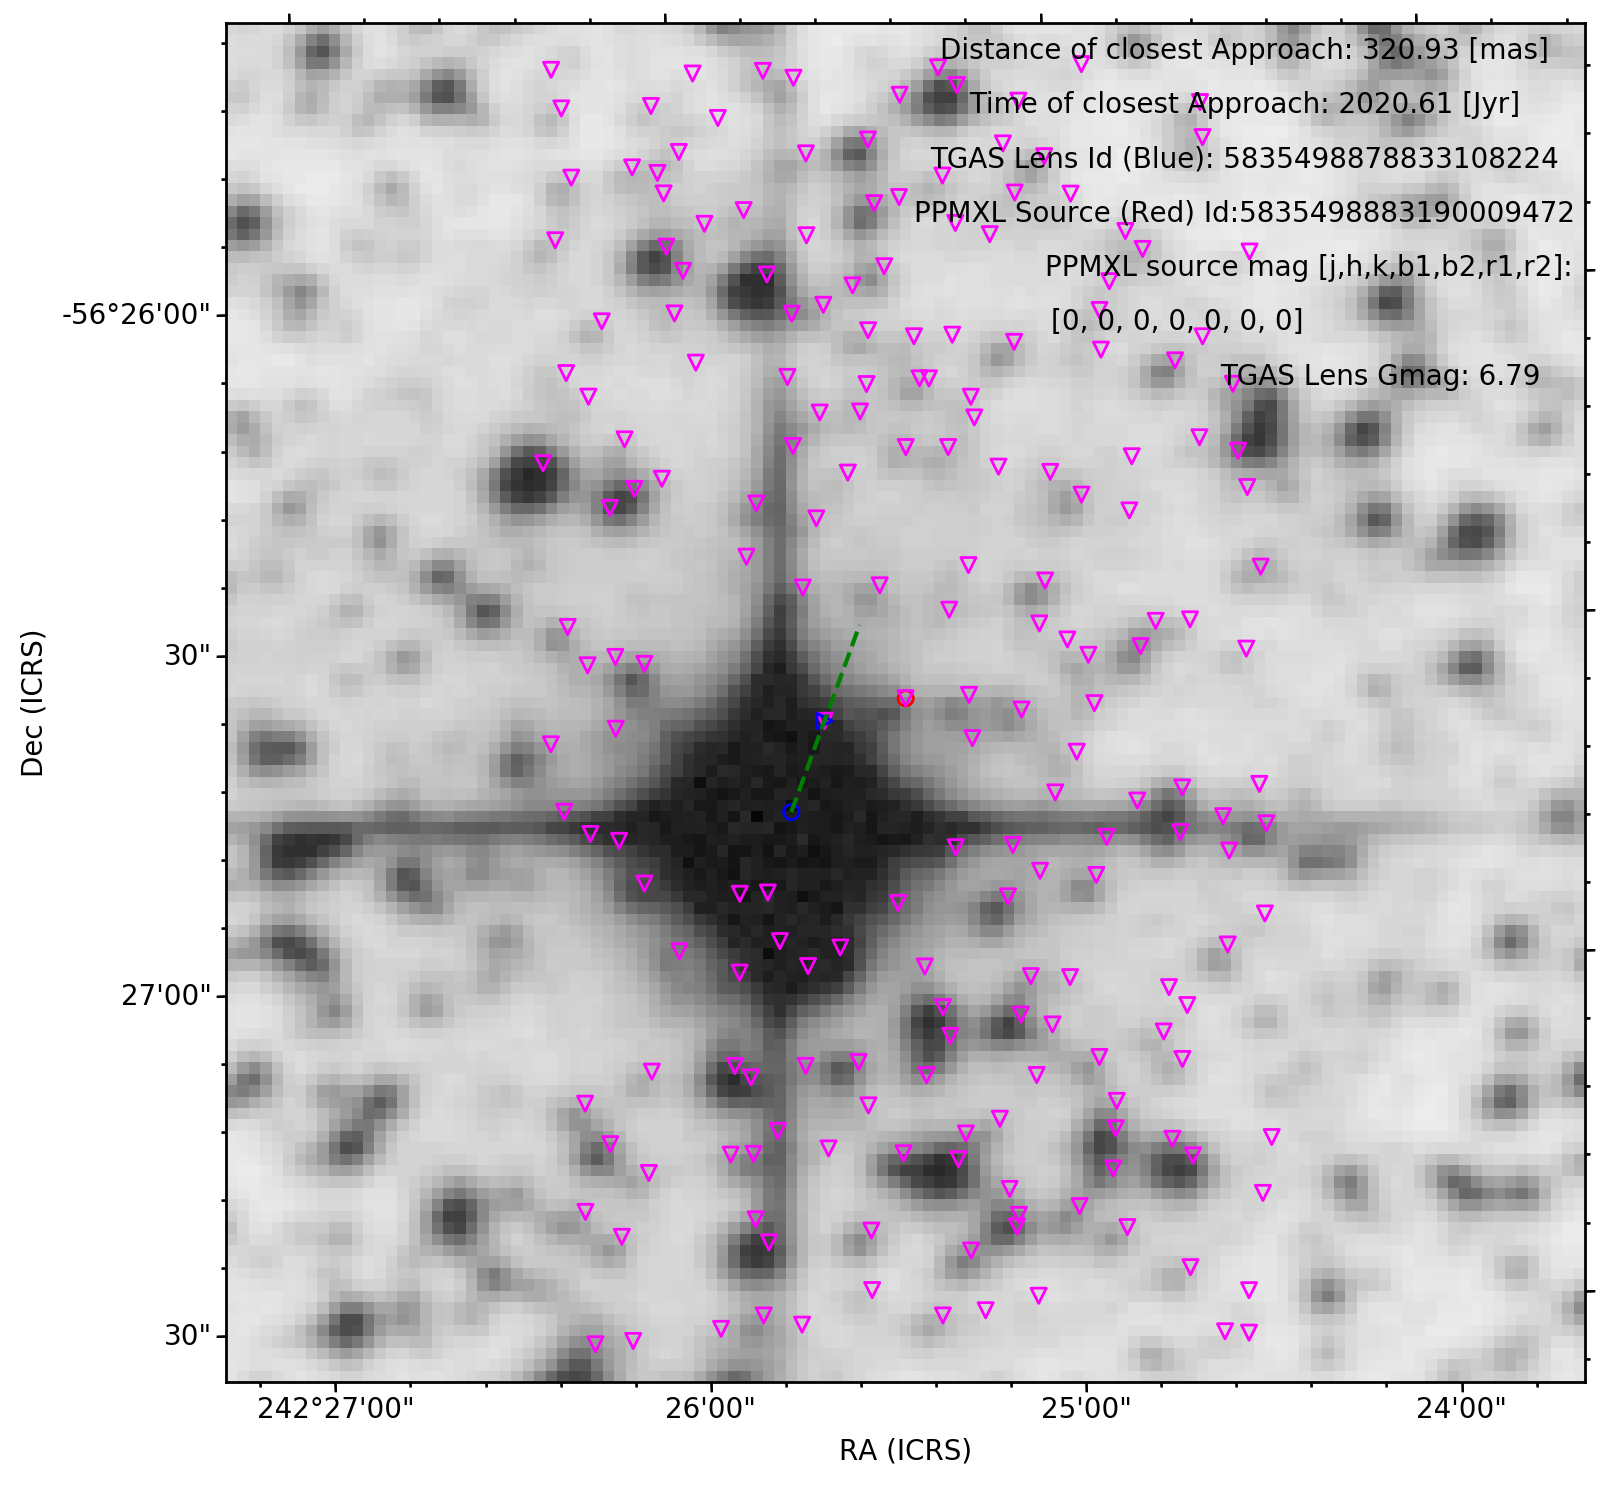 Distance of closest Approach: 320.93 [mas]
Time of closest Approach: 2020.61 [Jyr]
TGAS Lens Id (Blue): 5835498878833108224
PPMXL Source (Red) Id:5835498883190009472
PPMXL source mag [j,h,k,b1,b2,r1,r2]:
[0, 0, 0, 0, 0, 0, 0]
TGAS Lens Gmag: 6.79
-56°26'00"
30"
27'00"
30"
Dec (ICRS)
242°27'00"
26'00"
25'00"
24'00"
RA (ICRS)